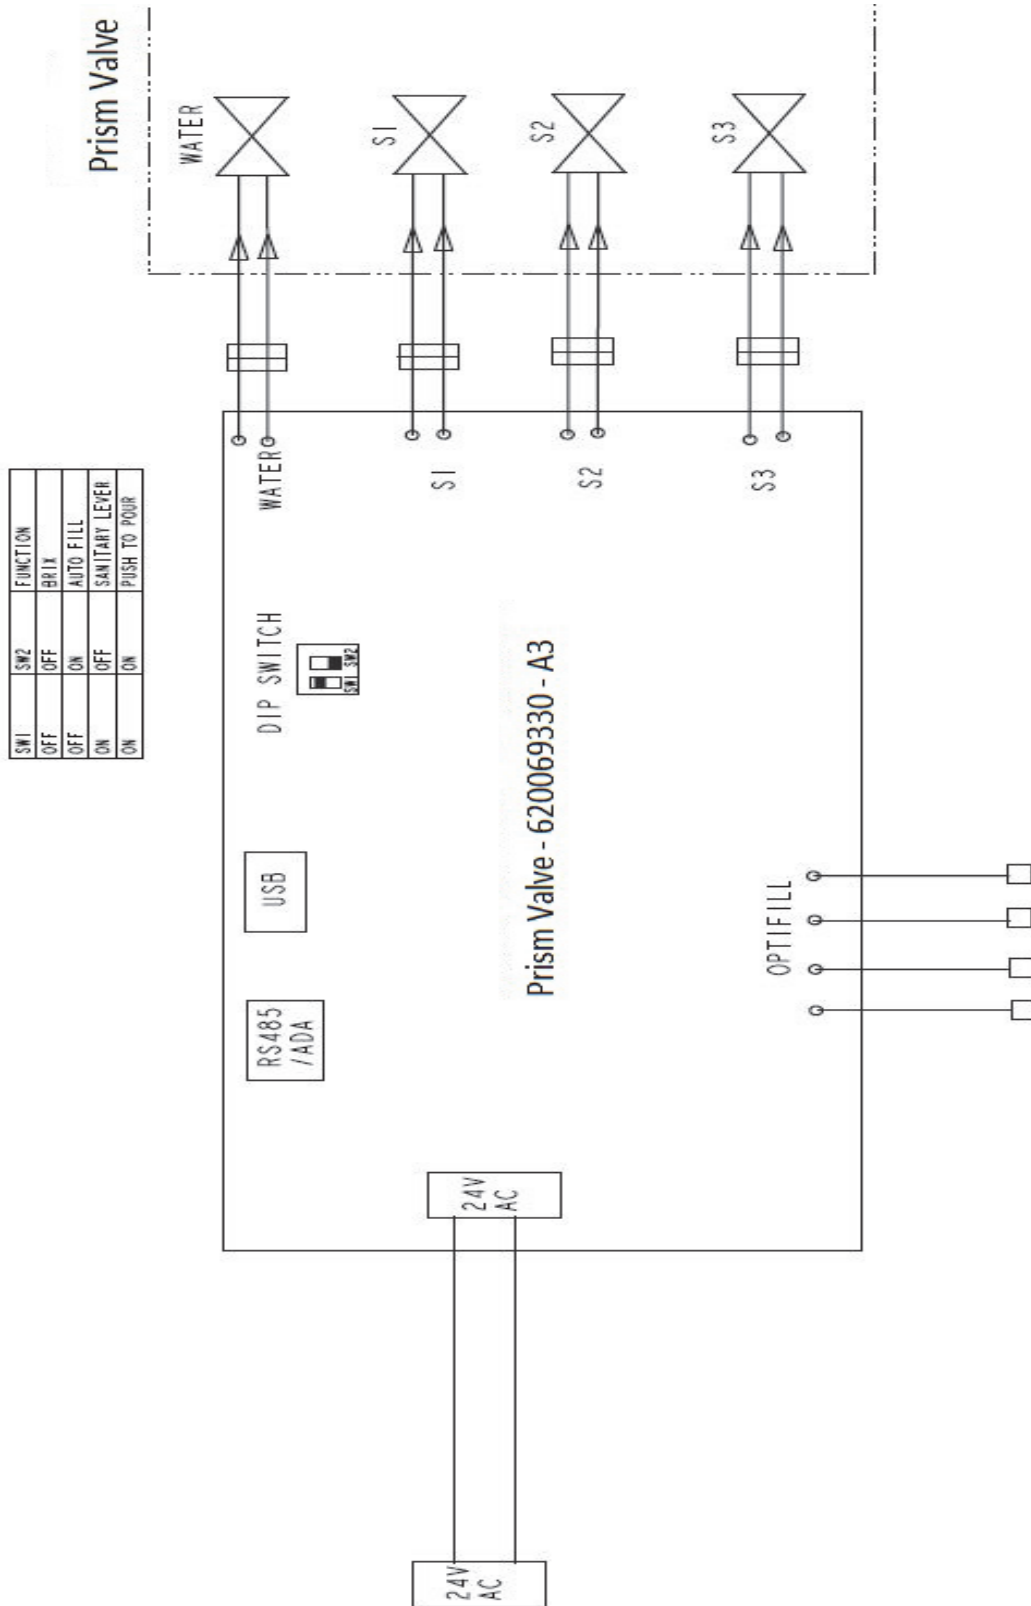 Prism Valve
WATER
S1
S2
S3
WATER
S1
S2
S3
SW1 SW2 FUNCTION
OFF OFF BRIX
OFF ON AUTO FILL
ON OFF SANITARY LEVER
ON ON PUSH TO POUR
DIP SWITCH
SW1 SW2
USB
RS485
/ADA
Prism Valve - 620069330 - A3
OPTIFILL
24V
AC
24V
AC